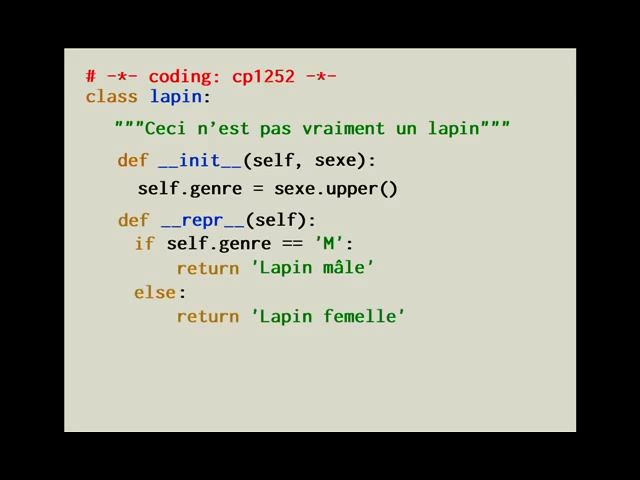 # -*- coding: cp1252 -*-
class lapin:
"""Ceci n'est pas vraiment un lapin"""
def __init__(self, sexe):
self.genre = sexe.upper()
def __repr__(self):
if self.genre == 'M':
return 'Lapin mâle'
else:
return 'Lapin femelle'